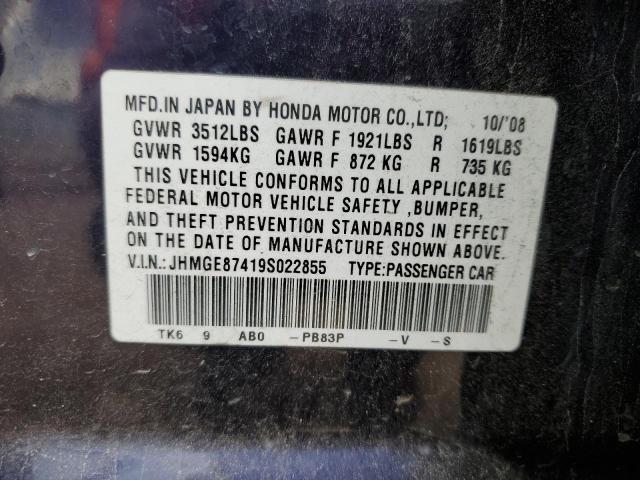 MFD.IN JAPAN BY HONDA MOTOR CO.,LTD; 10/'08
GVWR 3512LBS GAWR F 1921LBS R 1619LBS
GVWR 1594KG GAWR F 872 KG R 735 KG
THIS VEHICLE CONFORMS TO ALL APPLICABLE
FEDERAL MOTOR VEHICLE SAFETY ,BUMPER,
AND THEFT PREVENTION STANDARDS IN EFFECT
ON THE DATE OF MANUFACTURE SHOWN ABOVE.
V.I.N.:JHMGE87419S022855 TYPE:PASSENGER CAR
TK6 9 AB0 -PB83P -V -S